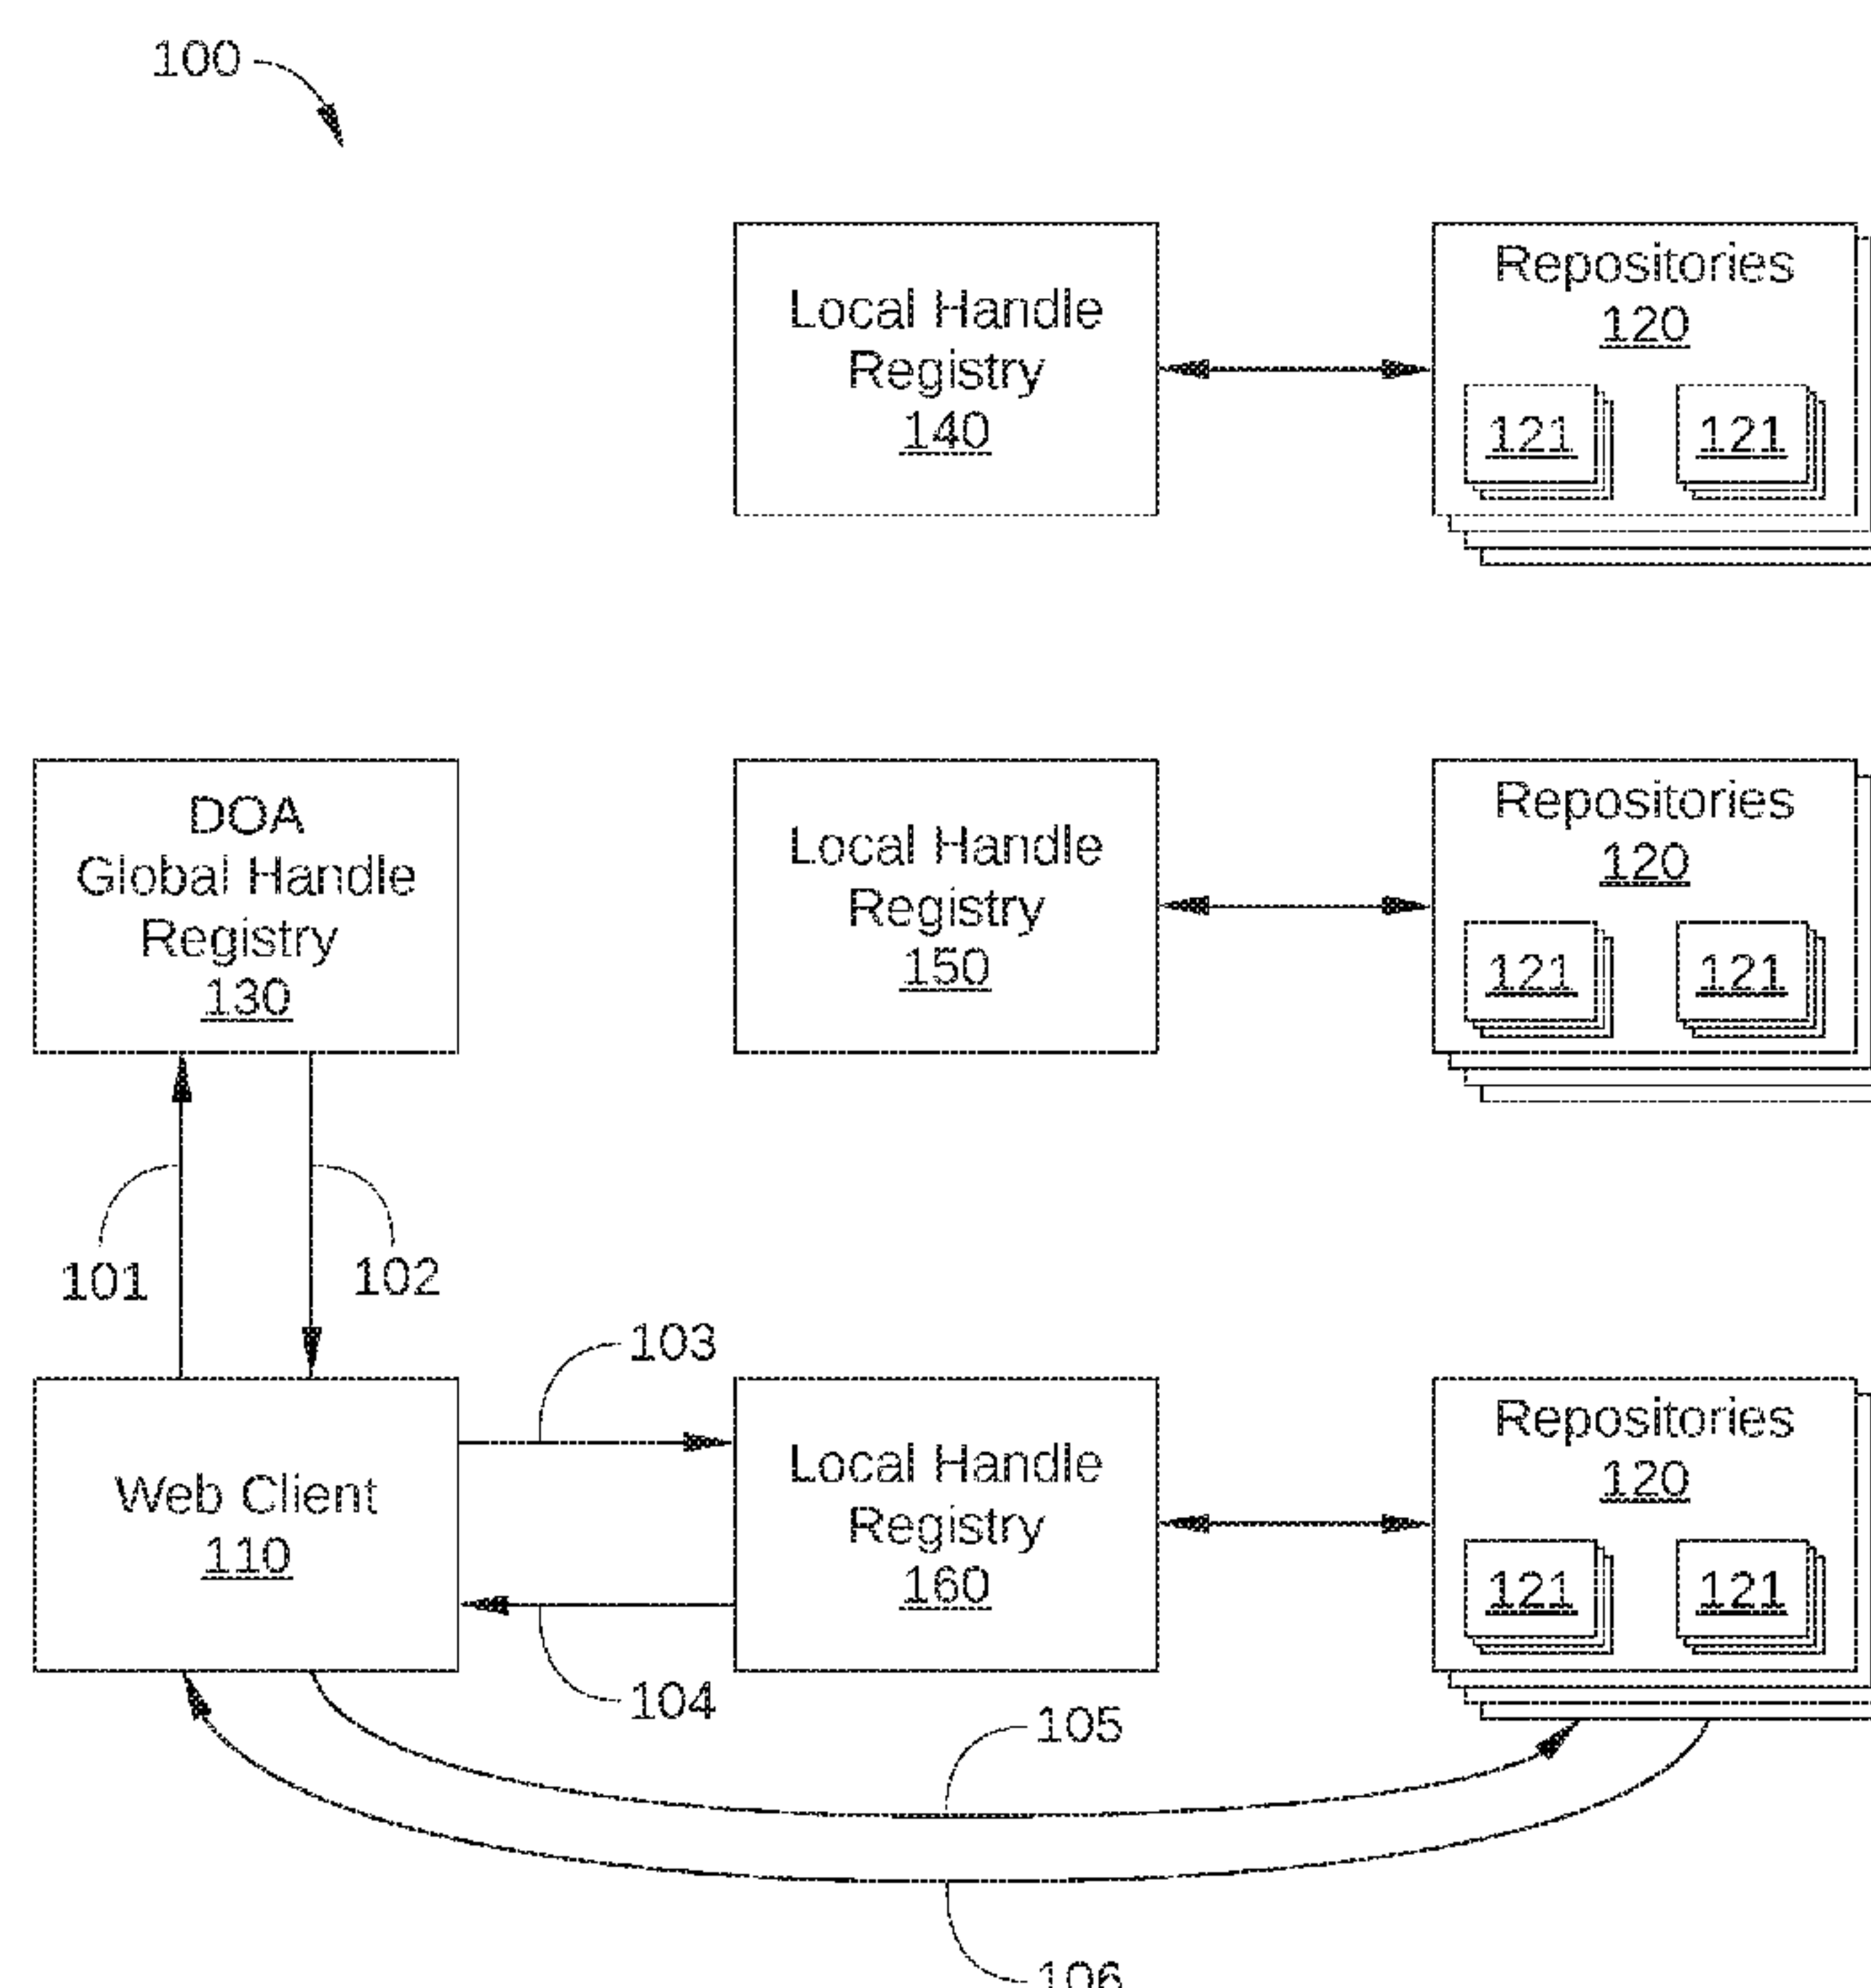 100
Local Handle
Registry
140
Repositories
120
121 121
DOA
Global Handle
Registry
130
Local Handle
Registry
150
Repositories
120
121 121
101
102
103
Web Client
110
Local Handle
Registry
160
Repositories
120
121 121
104
105
106